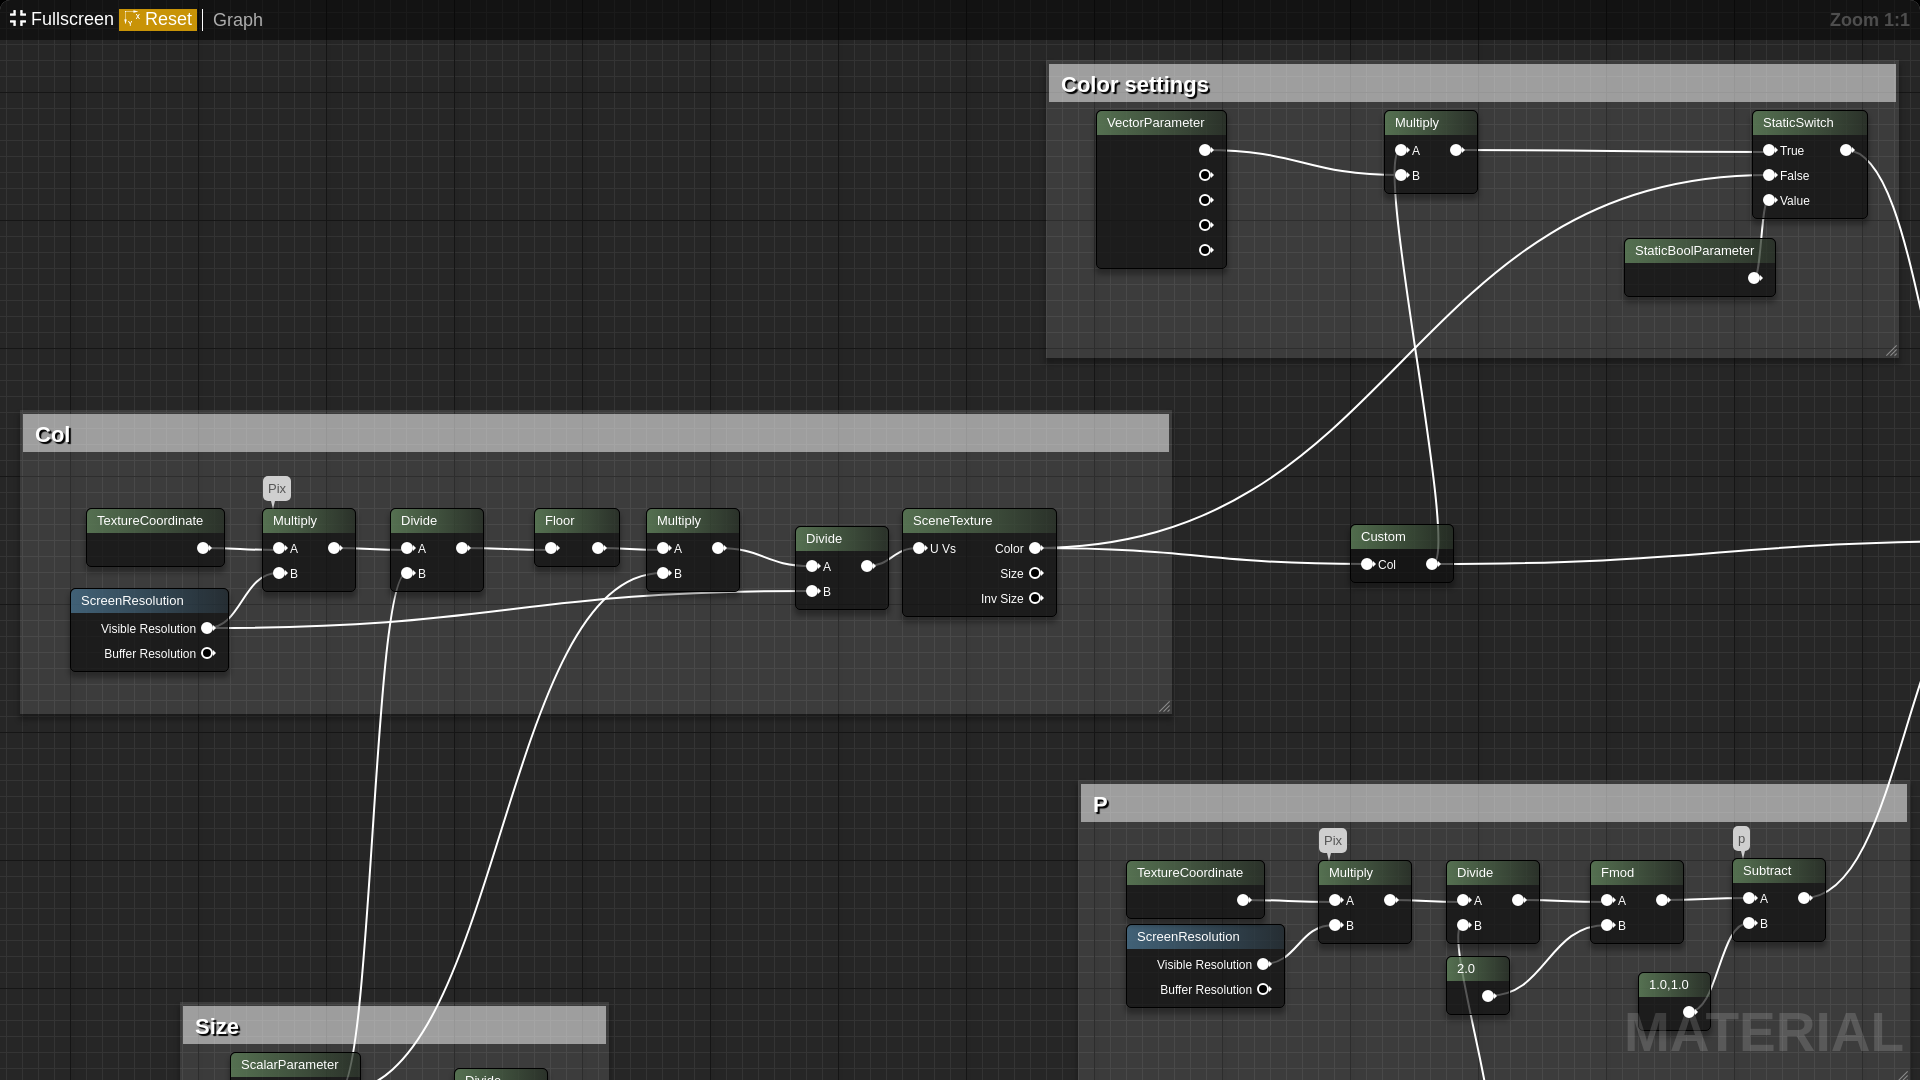 Fullscreen Reset Graph
Zoom 1:1
Color settings
VectorParameter
Multiply
A
B
StaticSwitch
True
False
Value
StaticBoolParameter
Col
Pix
TextureCoordinate
Multiply
A
B
Divide
A
B
Floor
Multiply
A
B
Divide
A
B
SceneTexture
U Vs Color
Size
Inv Size
ScreenResolution
Visible Resolution
Buffer Resolution
Custom
Col
P
Pix
p
TextureCoordinate
Multiply
A
B
Divide
A
B
Fmod
A
B
Subtract
A
B
ScreenResolution
Visible Resolution
Buffer Resolution
2.0
1.0,1.0
MATERIAL
Size
ScalarParameter
Divide